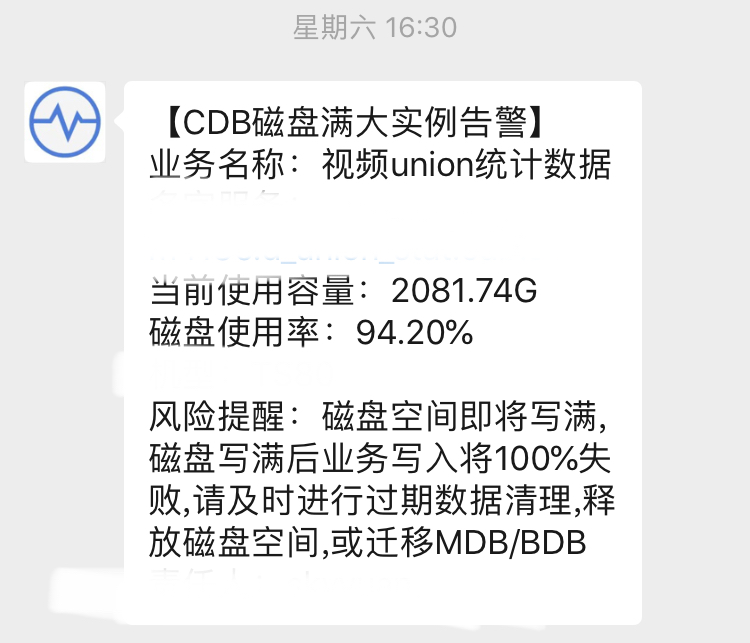 星期六 16:30
【CDB磁盘满大实例告警】
业务名称：视频union统计数据
当前使用容量：2081.74G
磁盘使用率：94.20%
风险提醒：磁盘空间即将写满,
磁盘写满后业务写入将100%失
败,请及时进行过期数据清理,释
放磁盘空间,或迁移MDB/BDB